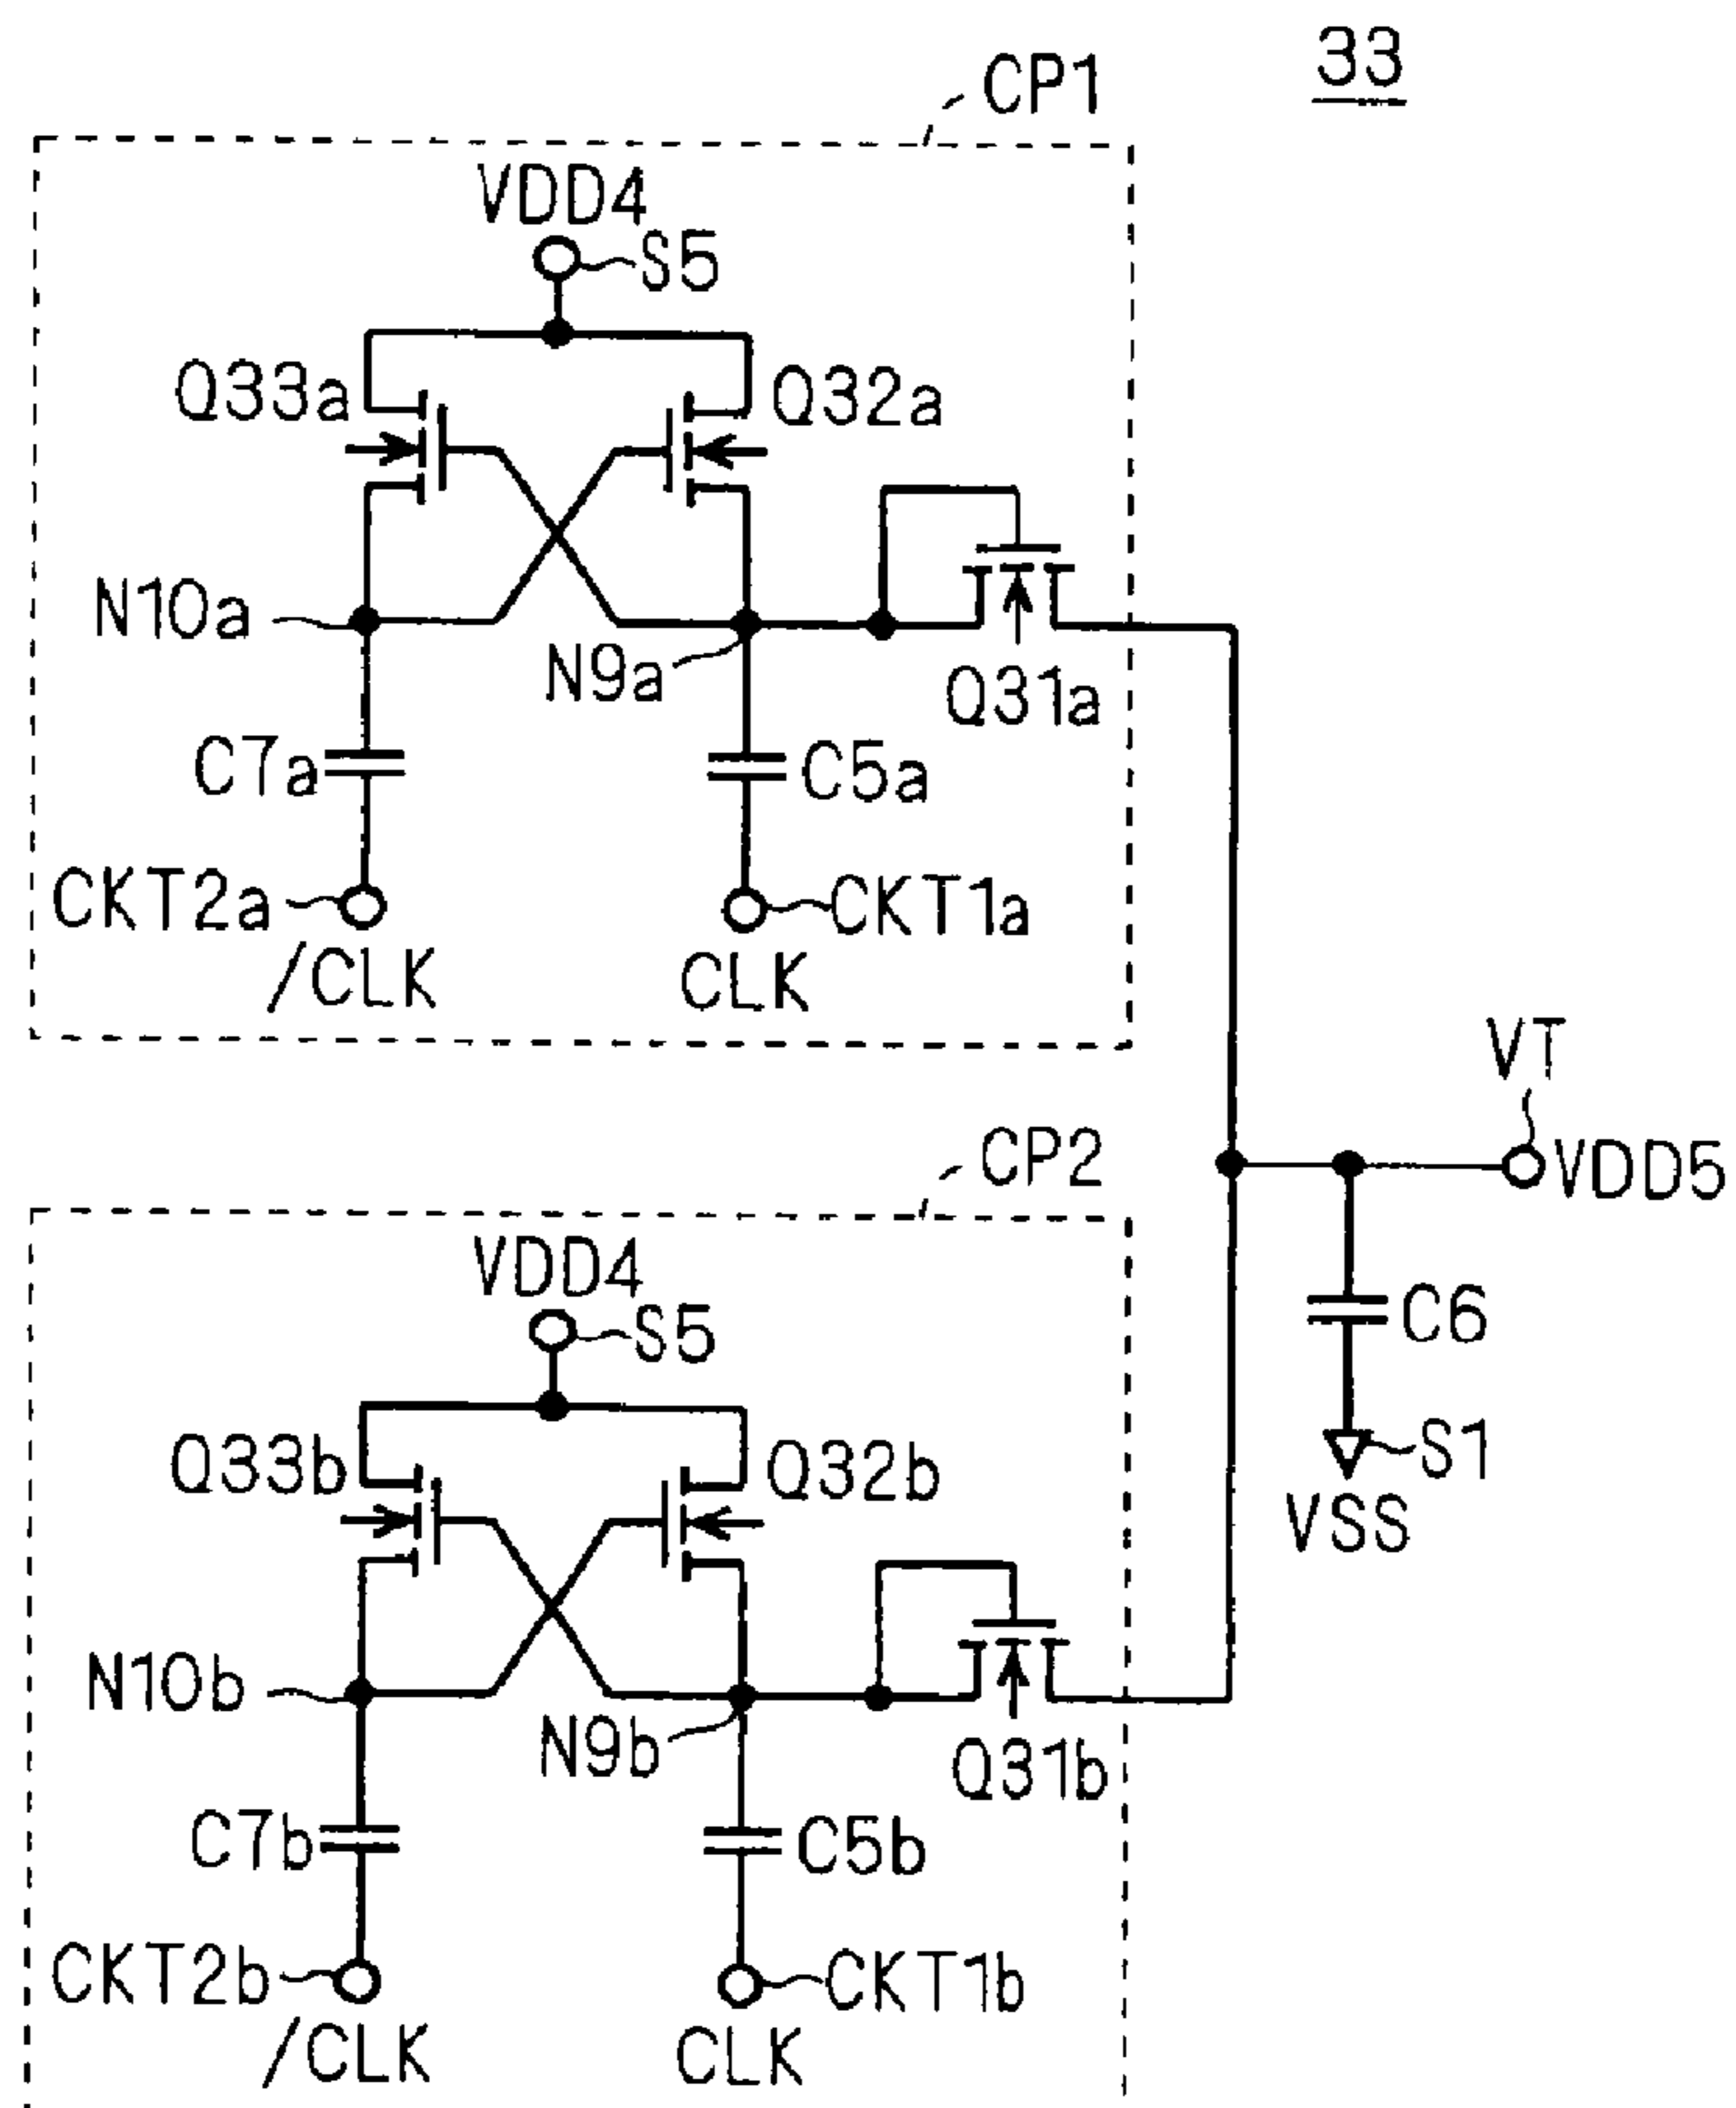 33
CP1
VDD4
S5
Q33a
Q32a
N10a
N9a
Q31a
C7a
C5a
CKT2a
CKT1a
/CLK
CLK
VT
VDD5
CP2
VDD4
S5
C6
Q33b
Q32b
S1
VSS
N10b
N9b
Q31b
C7b
C5b
CKT2b
CKT1b
/CLK
CLK